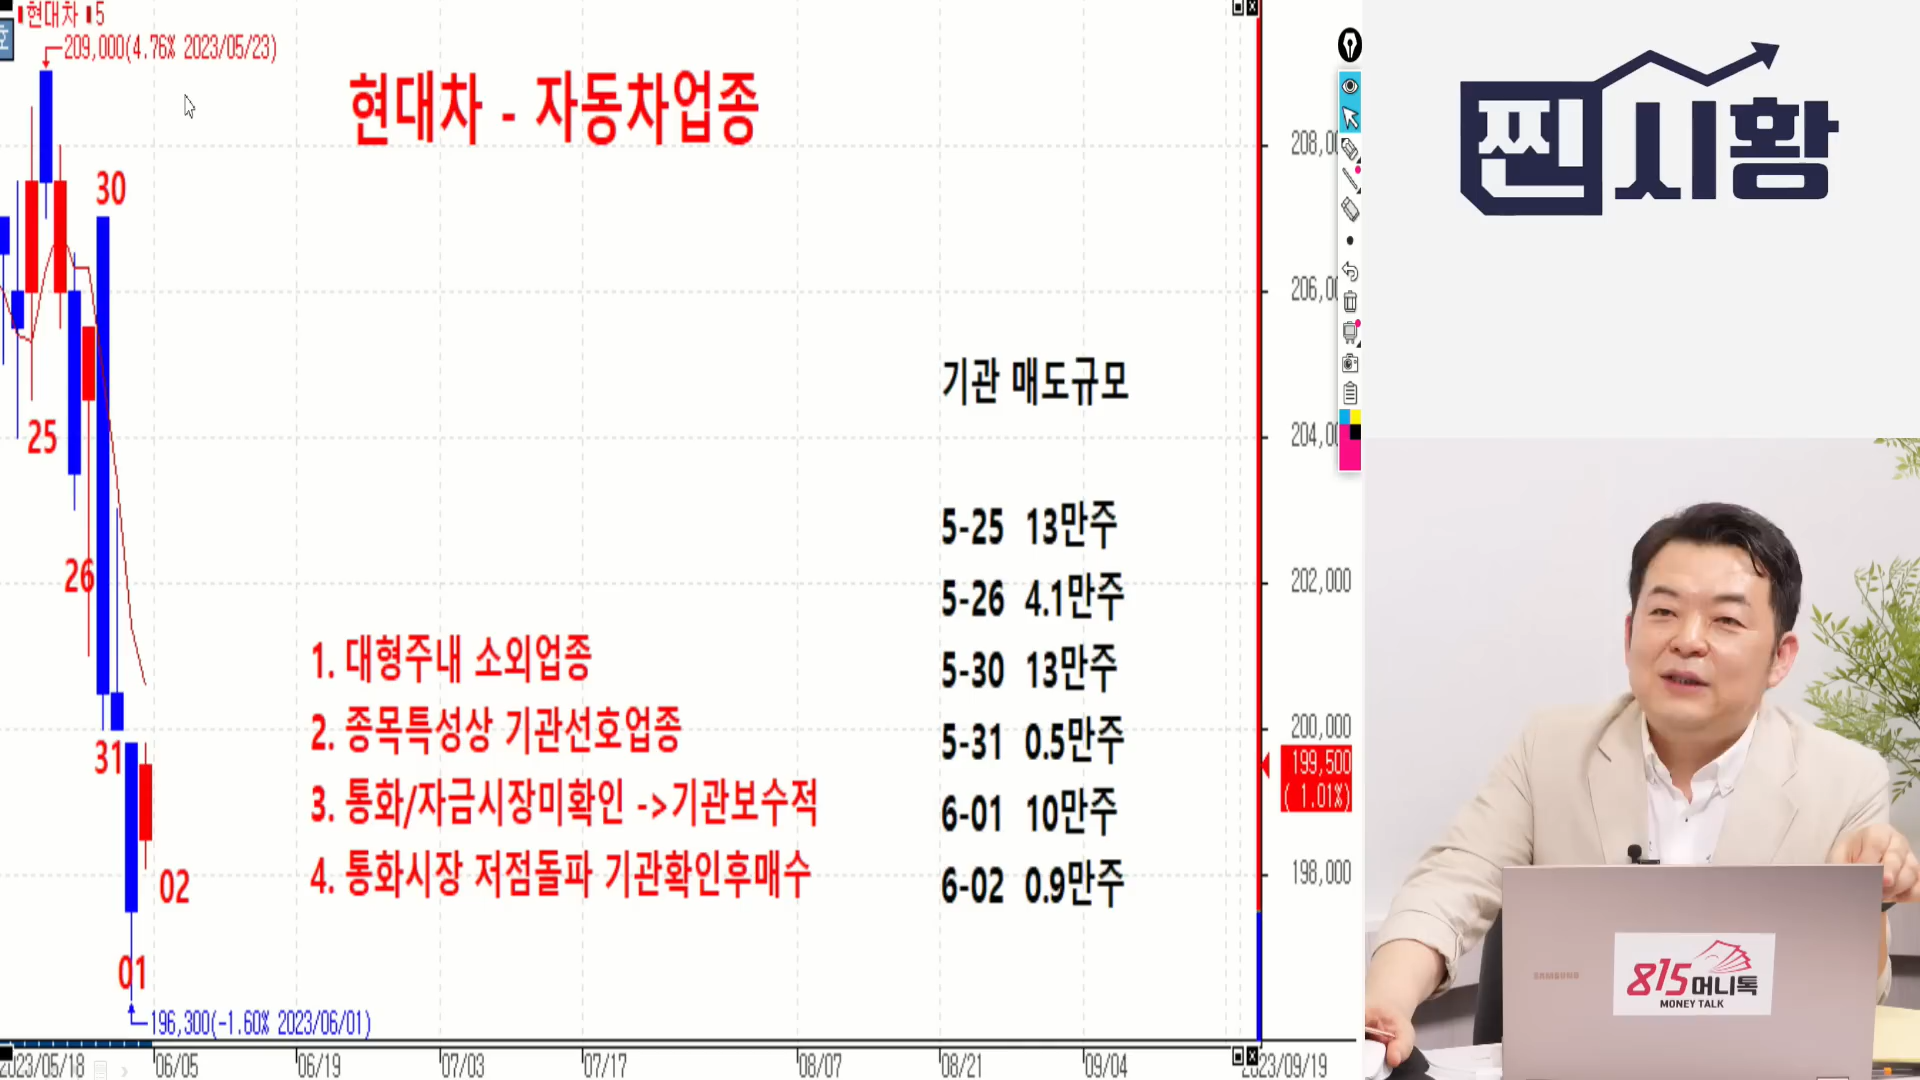 현대차 5
209,000(4.76% 2023/05/23)
현대차 - 자동차업종
30
25
26
31
02
01
196,300(-1.60% 2023/06/01)
1. 대형주내 소외업종
2. 종목특성상 기관선호업종
3. 통화/자금시장미확인 ->기관보수적
4. 통화시장 저점돌파 기관확인후매수
기관 매도규모
5-25 13만주
5-26 4.1만주
5-30 13만주
5-31 0.5만주
6-01 10만주
6-02 0.9만주
202,000
200,000
199,500
( 1.01%)
198,000
2023/05/18 06/05 06/19 07/03 07/17 08/07 08/21 09/04 2023/09/19
찐시황
SAMSUNG
815머니톡
MONEY TALK